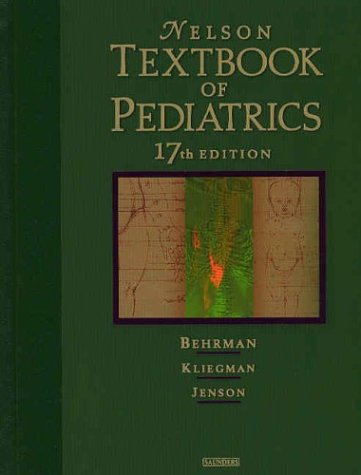 NELSON
TEXTBOOK
OF
PEDIATRICS
17th EDITION
BEHRMAN
KLIEGMAN
JENSON
SAUNDERS